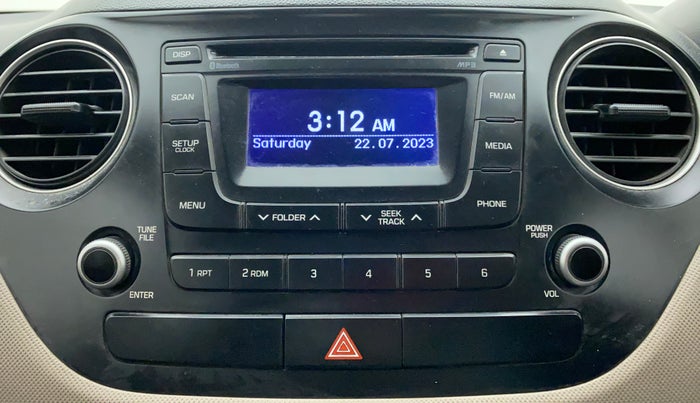 DISP
Bluetooth
MP3
SCAN
FM/AM
3:12 AM
Saturday 22.07.2023
SETUP
CLOCK
MEDIA
MENU
FOLDER
SEEK
TRACK
PHONE
TUNE
FILE
POWER
PUSH
1 RPT
2 RDM
3
4
5
6
ENTER
VOL